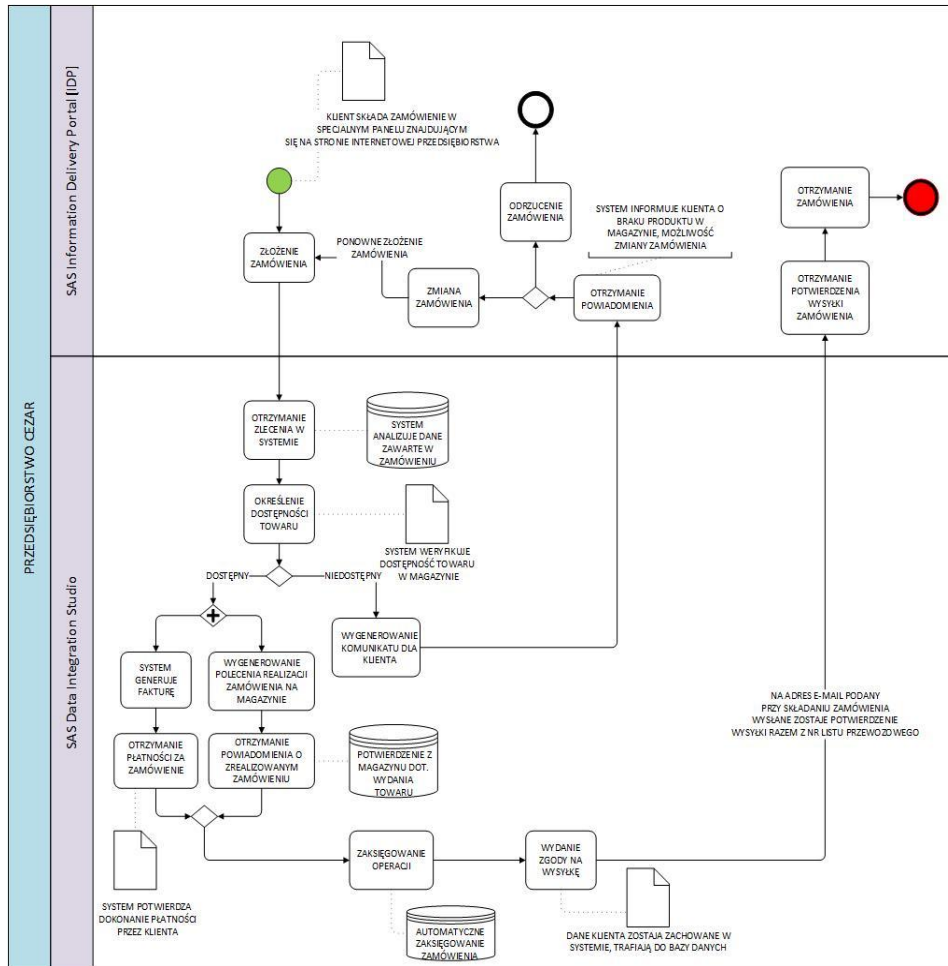 PRZEDSIĘBIORSTWO CEZAR
SAS Information Delivery Portal [IDP]
KLIENT SKŁADA ZAMÓWIENIE W
SPECJALNYM PANELU ZNAJDUJĄCYM
SIĘ NA STRONIE INTERNETOWEJ PRZEDSIĘBIORSTWA
ZŁOŻENIE
ZAMÓWIENIA
PONOWNE ZŁOŻENIE
ZAMÓWIENIA
ZMIANA
ZAMÓWIENIA
ODRZUCENIE
ZAMÓWIENIA
SYSTEM INFORMUJE KLIENTA O
BRAKU PRODUKTU W
MAGAZYNIE, MOŻLIWOŚĆ
ZMIANY ZAMÓWIENIA
OTRZYMANIE
POWIADOMIENIA
OTRZYMANIE
ZAMÓWIENIA
OTRZYMANIE
POTWIERDZENIA
WYSYŁKI
ZAMÓWIENIA
SAS Data Integration Studio
OTRZYMANIE
ZLECENIA W
SYSTEMIE
SYSTEM
ANALIZUJE DANE
ZAWARTE W
ZAMÓWIENIU
OKREŚLENIE
DOSTĘPNOŚCI
TOWARU
SYSTEM WERYFIKUJE
DOSTĘPNOŚĆ TOWARU
W MAGAZYNIE
DOSTĘPNY
NIEDOSTĘPNY
WYGENEROWANIE
KOMUNIKATU DLA
KLIENTA
SYSTEM
GENERUJE
FAKTURĘ
WYGENEROWANIE
POLECENIA REALIZACJI
ZAMÓWIENIA NA
MAGAZYNIE
OTRZYMANIE
PŁATNOŚCI ZA
ZAMÓWIENIE
OTRZYMANIE
POWIADOMIENIA O
ZREALIZOWANYM
ZAMÓWIENIU
POTWIERDZENIE Z
MAGAZYNU DOT.
WYDANIA
TOWARU
NA ADRES E-MAIL PODANY
PRZY SKŁADANIU ZAMÓWIENIA
WYSŁANE ZOSTAJE POTWIERDZENIE
WYSYŁKI RAZEM Z NR LISTU PRZEWOZOWEGO
SYSTEM POTWIERDZA
DOKONANIE PŁATNOŚCI
PRZEZ KLIENTA
ZAKSIĘGOWANIE
OPERACJI
AUTOMATYCZNE
ZAKSIĘGOWANIE
ZAMÓWIENIA
WYDANIE
ZGODY NA
WYSYŁKĘ
DANE KLIENTA ZOSTAJA ZACHOWANE W
SYSTEMIE, TRAFIAJĄ DO BAZY DANYCH